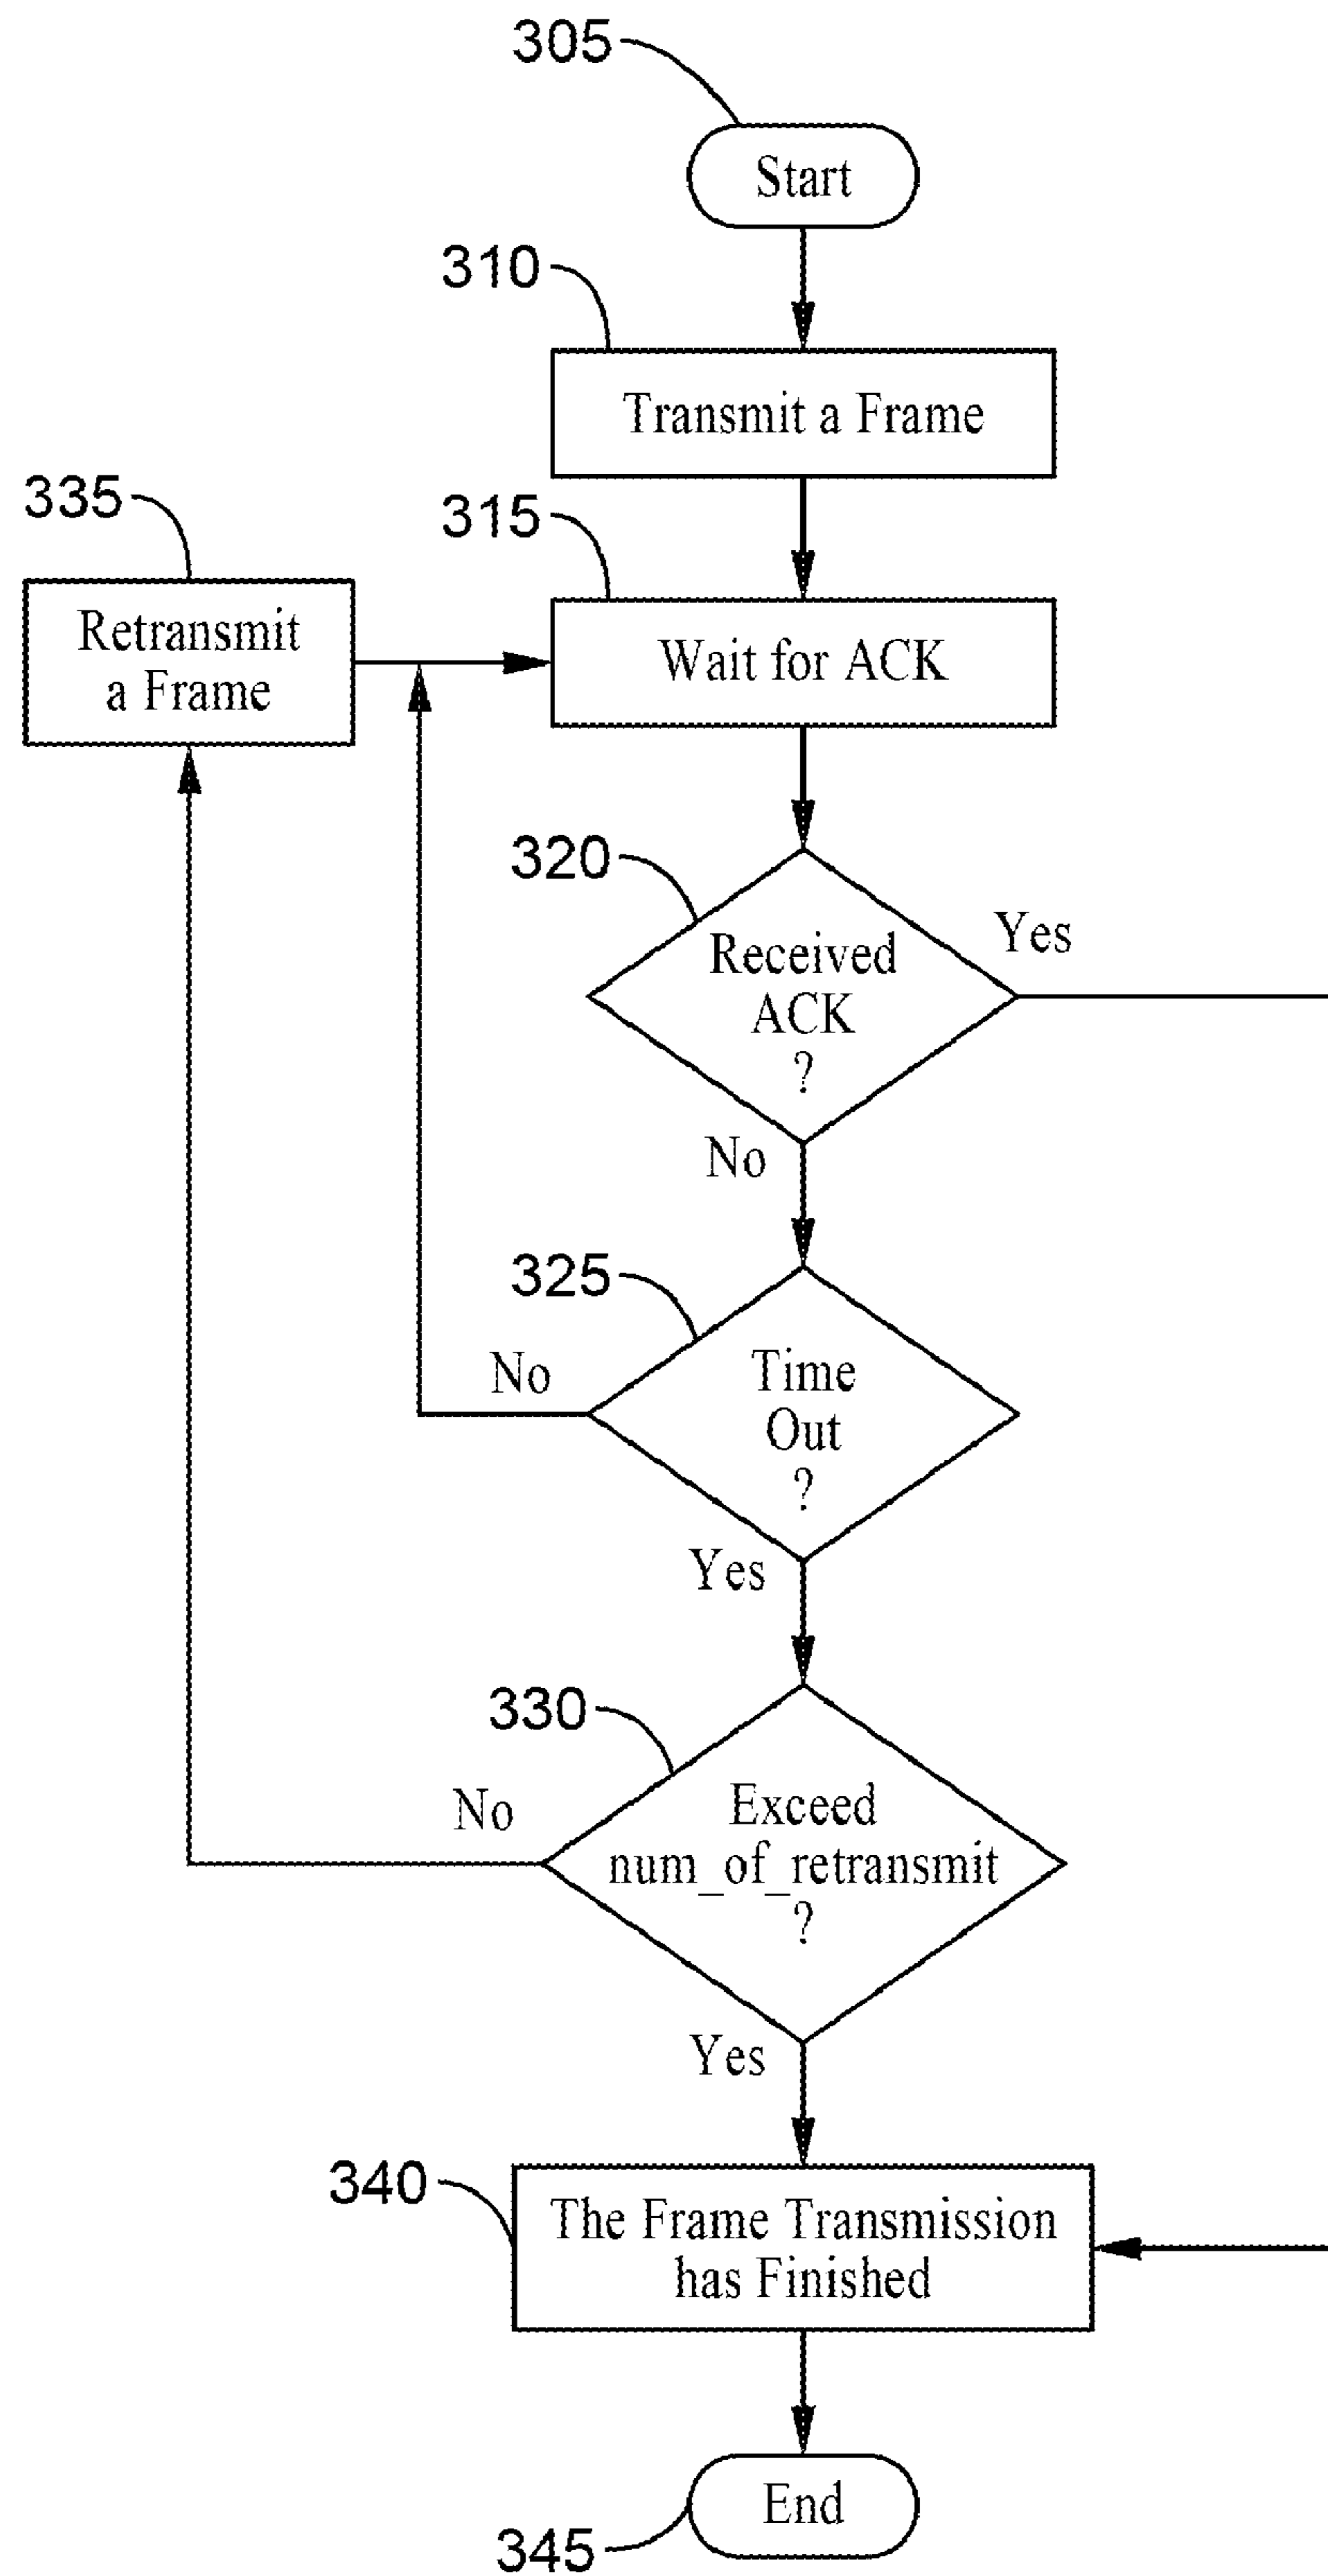 305
Start
310
Transmit a Frame
335
315
Retransmit
a Frame
Wait for ACK
320
Received
ACK
?
Yes
No
325
Time
Out
?
No
Yes
330
Exceed
num_of_retransmit
?
No
Yes
340
The Frame Transmission
has Finished
End
345